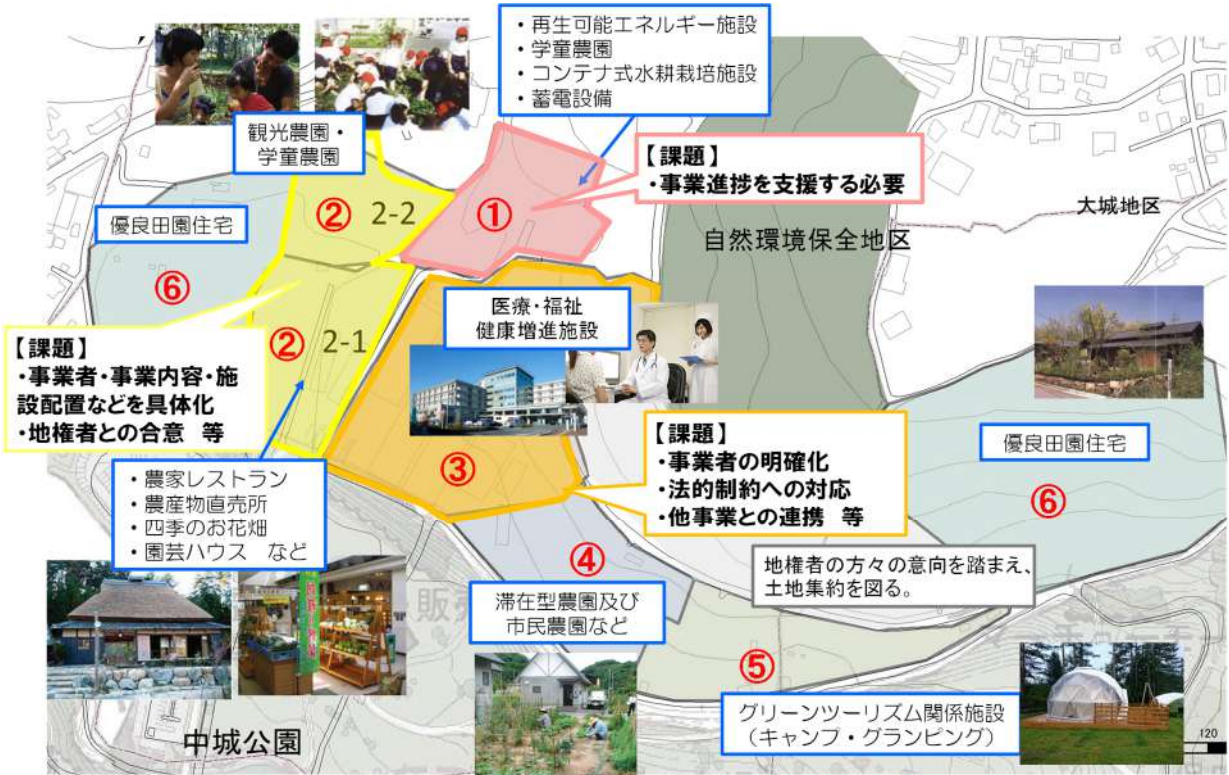 ・再生可能エネルギー施設
・学童農園
・コンテナ式水耕栽培施設
・蓄電設備
観光農園・
学童農園
【課題】
・事業進捗を支援する必要
大城地区
優良田園住宅
② 2-2
①
自然環境保全地区
⑥
医療・福祉
健康増進施設
② 2-1
【課題】
・事業者・事業内容・施
設配置などを具体化
・地権者との合意 等
【課題】
・事業者の明確化
・法的制約への対応
・他事業との連携 等
優良田園住宅
③
⑥
・農家レストラン
・農産物直売所
・四季のお花畑
・園芸ハウス など
④
地権者の方々の意向を踏まえ、
土地集約を図る。
滞在型農園及び
市民農園など
販売
⑤
グリーンツーリズム関係施設
（キャンプ・グランピング）
中城公園
120